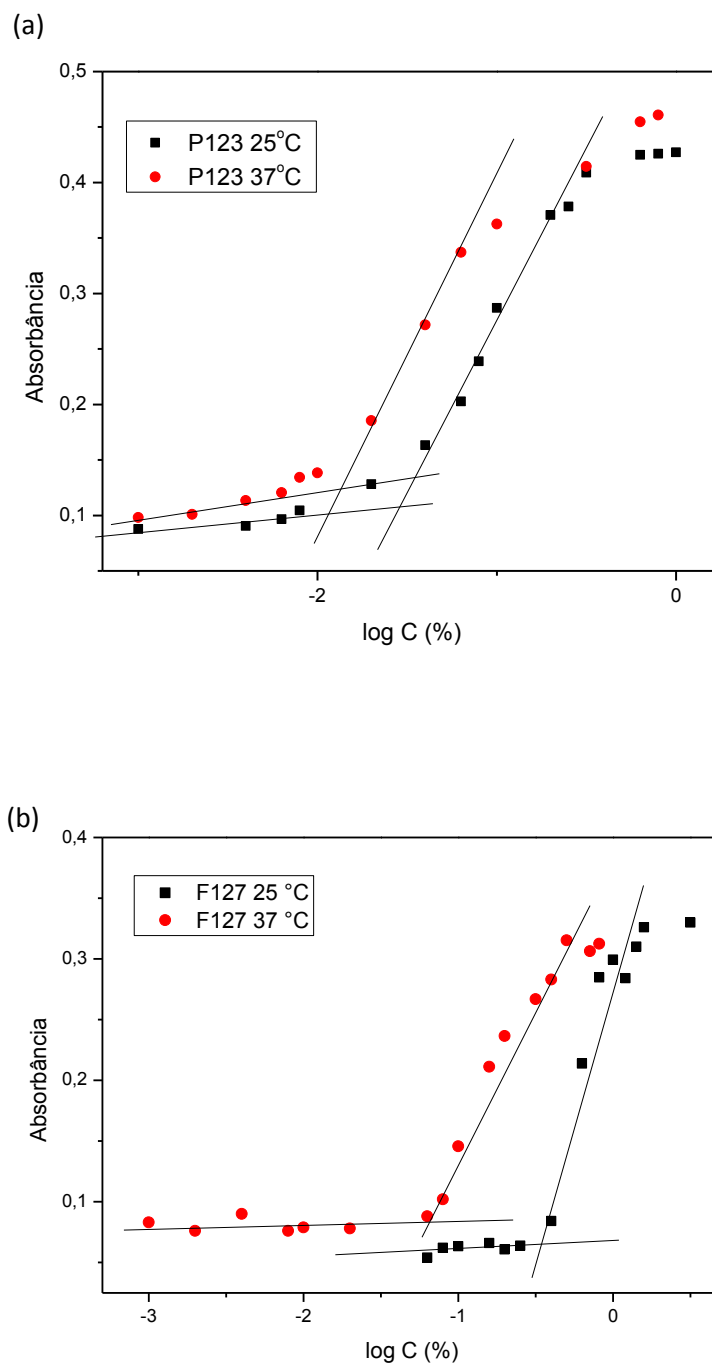 (a)
0,5
0,4
0,3
0,2
0,1
Absorbância
P123 25°C
P123 37°C
-2
0
log C (%)
(b)
0,4
0,3
0,2
0,1
Absorbância
F127 25 °C
F127 37 °C
-3
-2
-1
0
log C (%)